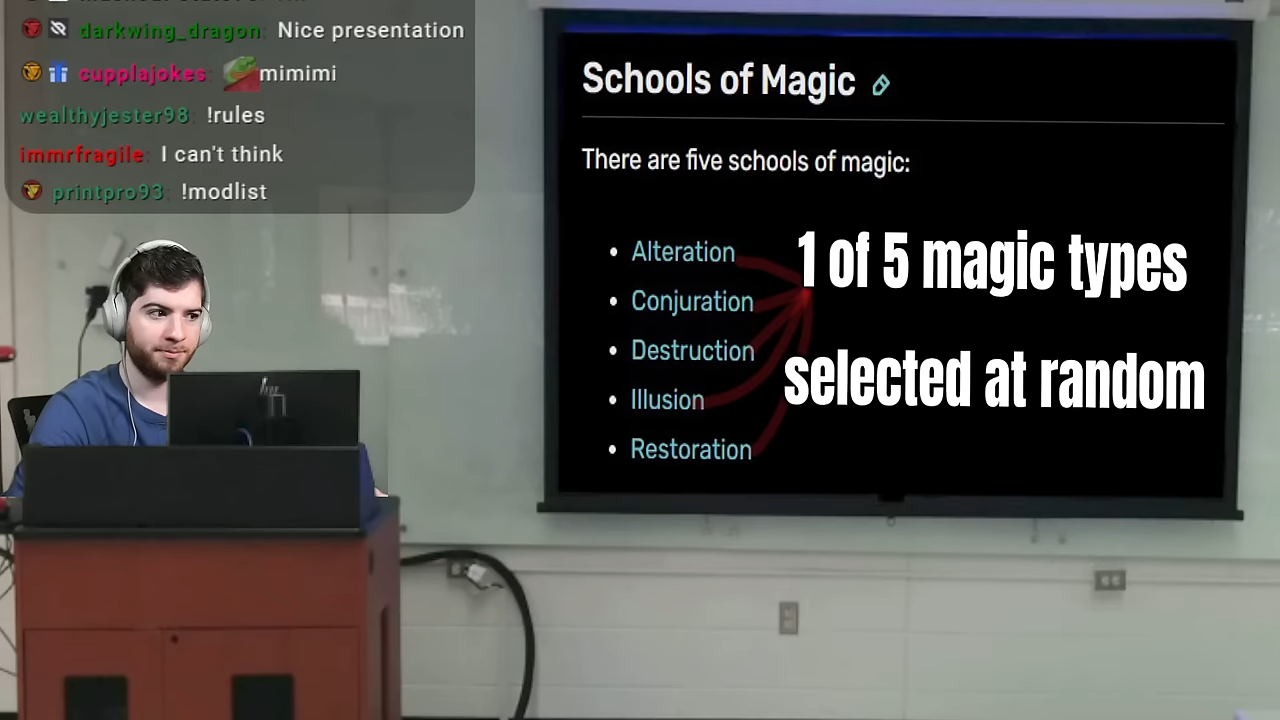 darkwing_dragon: Nice presentation
cupplajokes: mimimi
wealthyjester98: !rules
immrfragile: I can't think
printpro93: !modlist
Schools of Magic
There are five schools of magic:
• Alteration
• Conjuration
• Destruction
• Illusion
• Restoration
1 of 5 magic types
selected at random